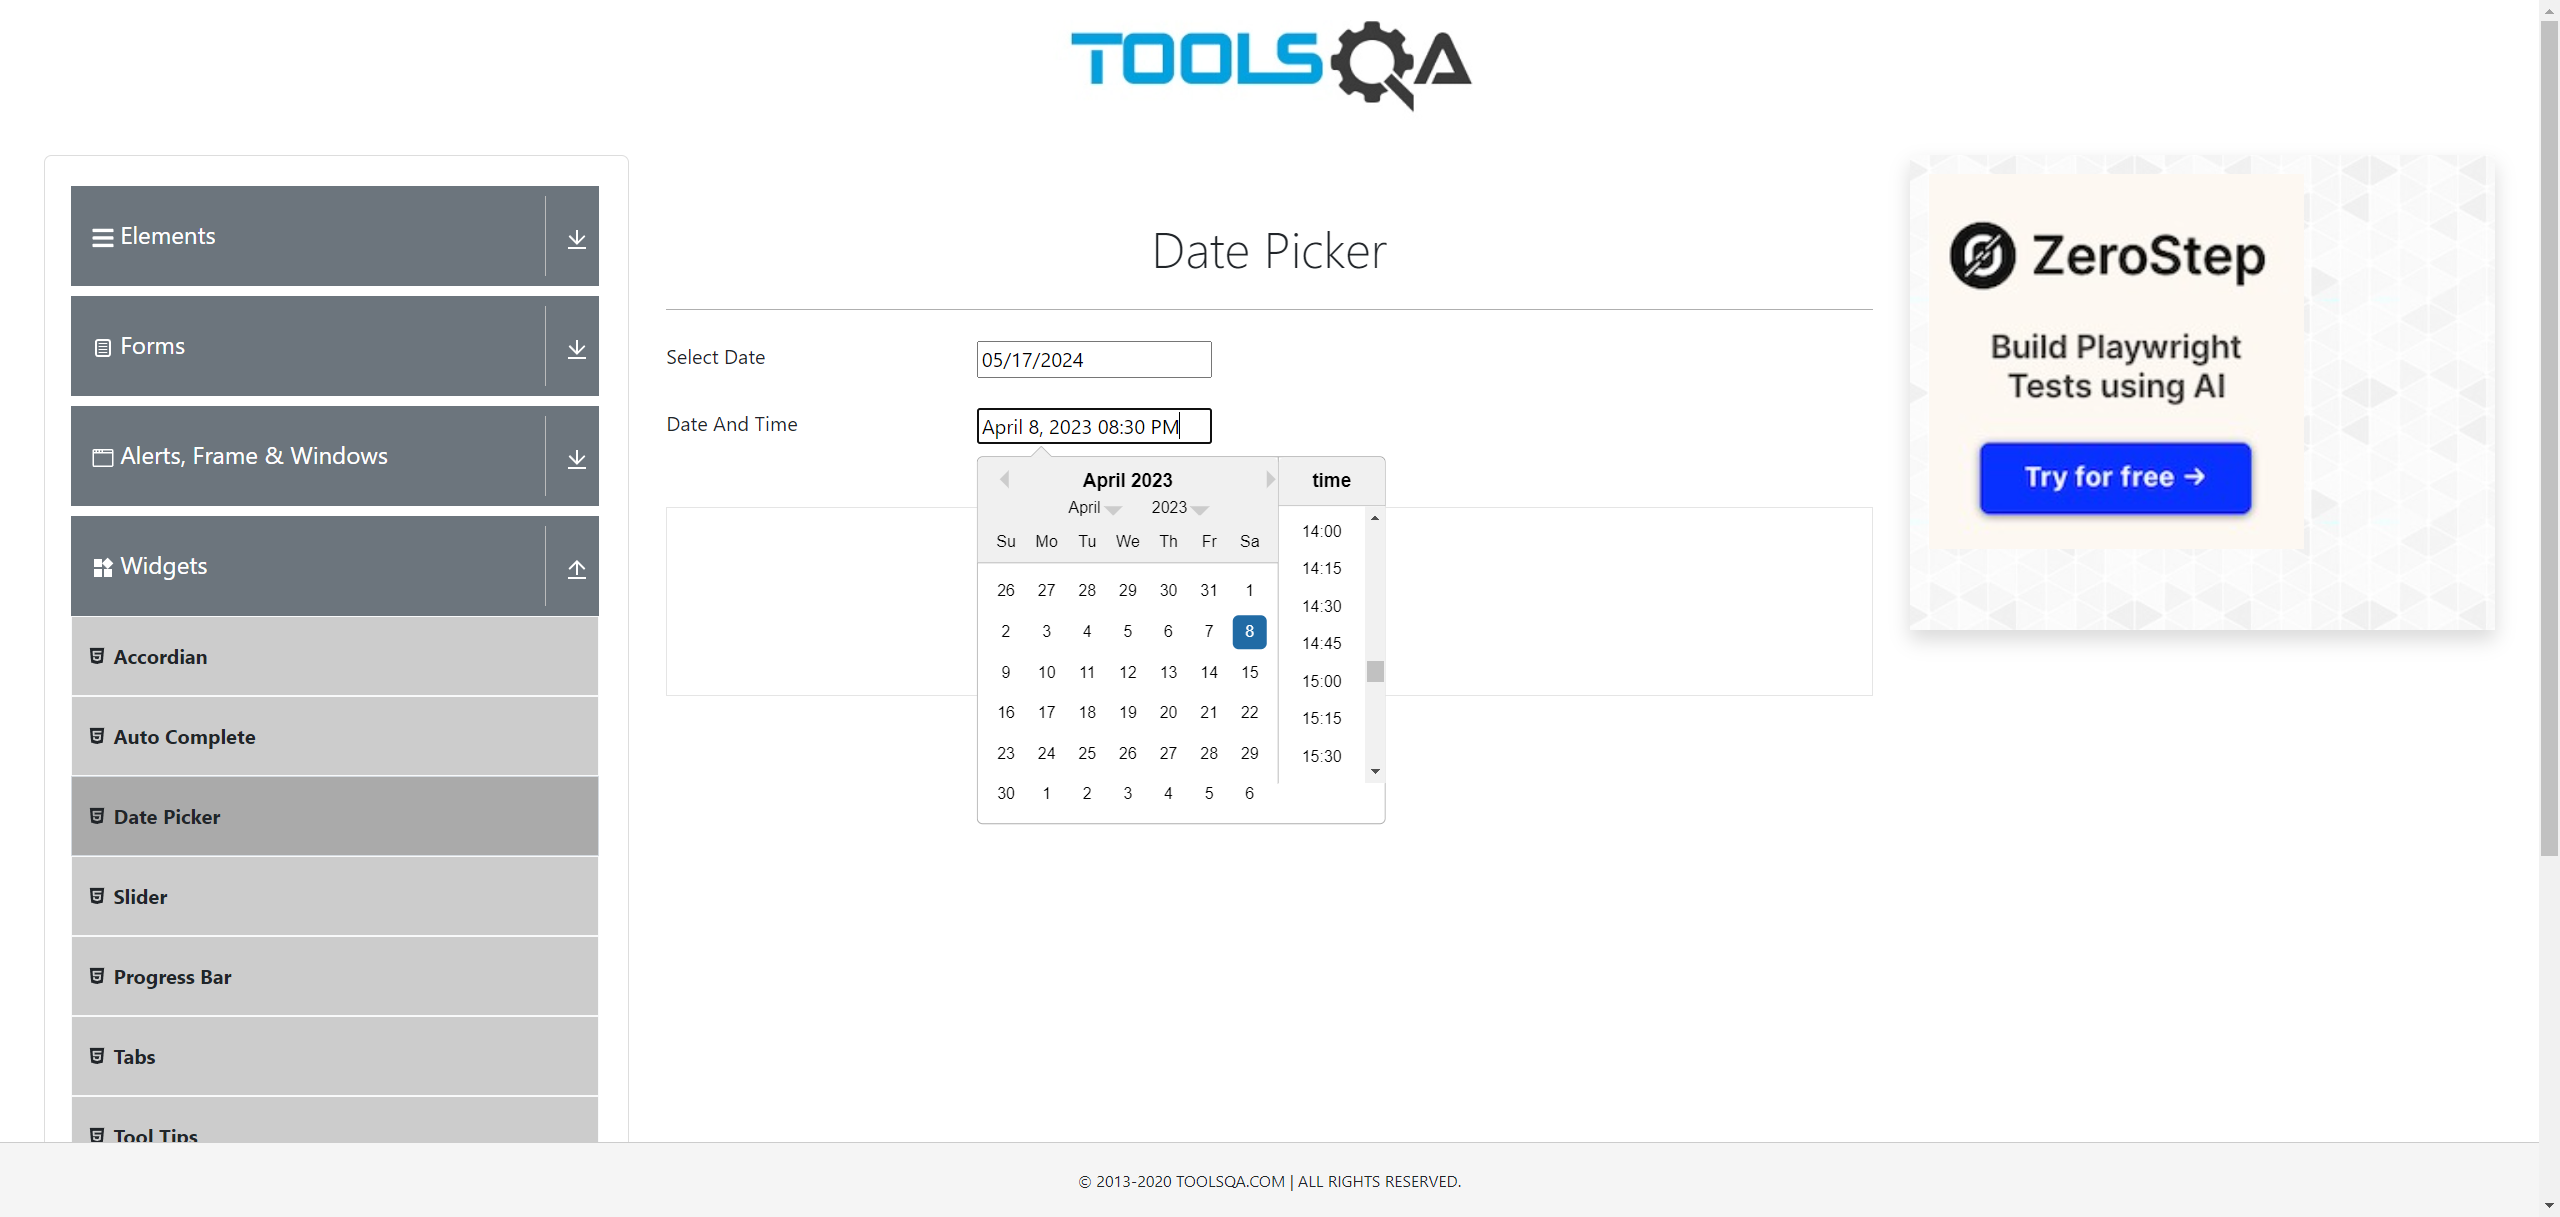 TOOLSQA
Elements
Forms
Alerts, Frame & Windows
Widgets
Accordian
Auto Complete
Date Picker
Slider
Progress Bar
Tabs
Tool Tips
Date Picker
Select Date
05/17/2024
Date And Time
April 8, 2023 08:30 PM
April 2023
April 2023
Su Mo Tu We Th Fr Sa
26 27 28 29 30 31 1
2 3 4 5 6 7 8
9 10 11 12 13 14 15
16 17 18 19 20 21 22
23 24 25 26 27 28 29
30 1 2 3 4 5 6
time
14:00
14:15
14:30
14:45
15:00
15:15
15:30
ZeroStep
Build Playwright
Tests using AI
Try for free →
© 2013-2020 TOOLSQA.COM | ALL RIGHTS RESERVED.